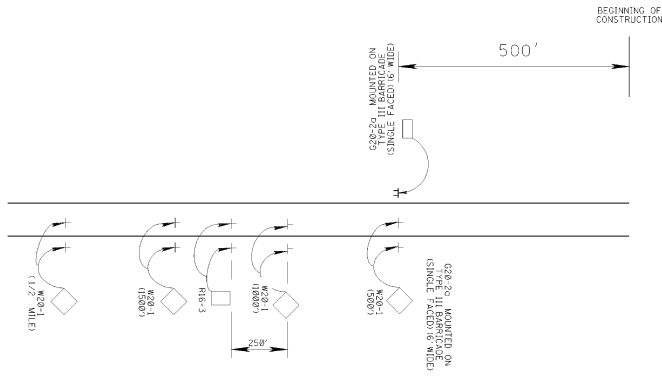 BEGINNING OF
CONSTRUCTION
500'
G20-2a MOUNTED ON
TYPE III BARRICADE
(SINGLE FACED)(6' WIDE)
W20-1
(1/2 MILE)
W20-1
(1500')
R16-3
W20-1
(1000')
W20-1
(500')
G20-2a MOUNTED ON
TYPE III BARRICADE
(SINGLE FACED)(6' WIDE)
250'